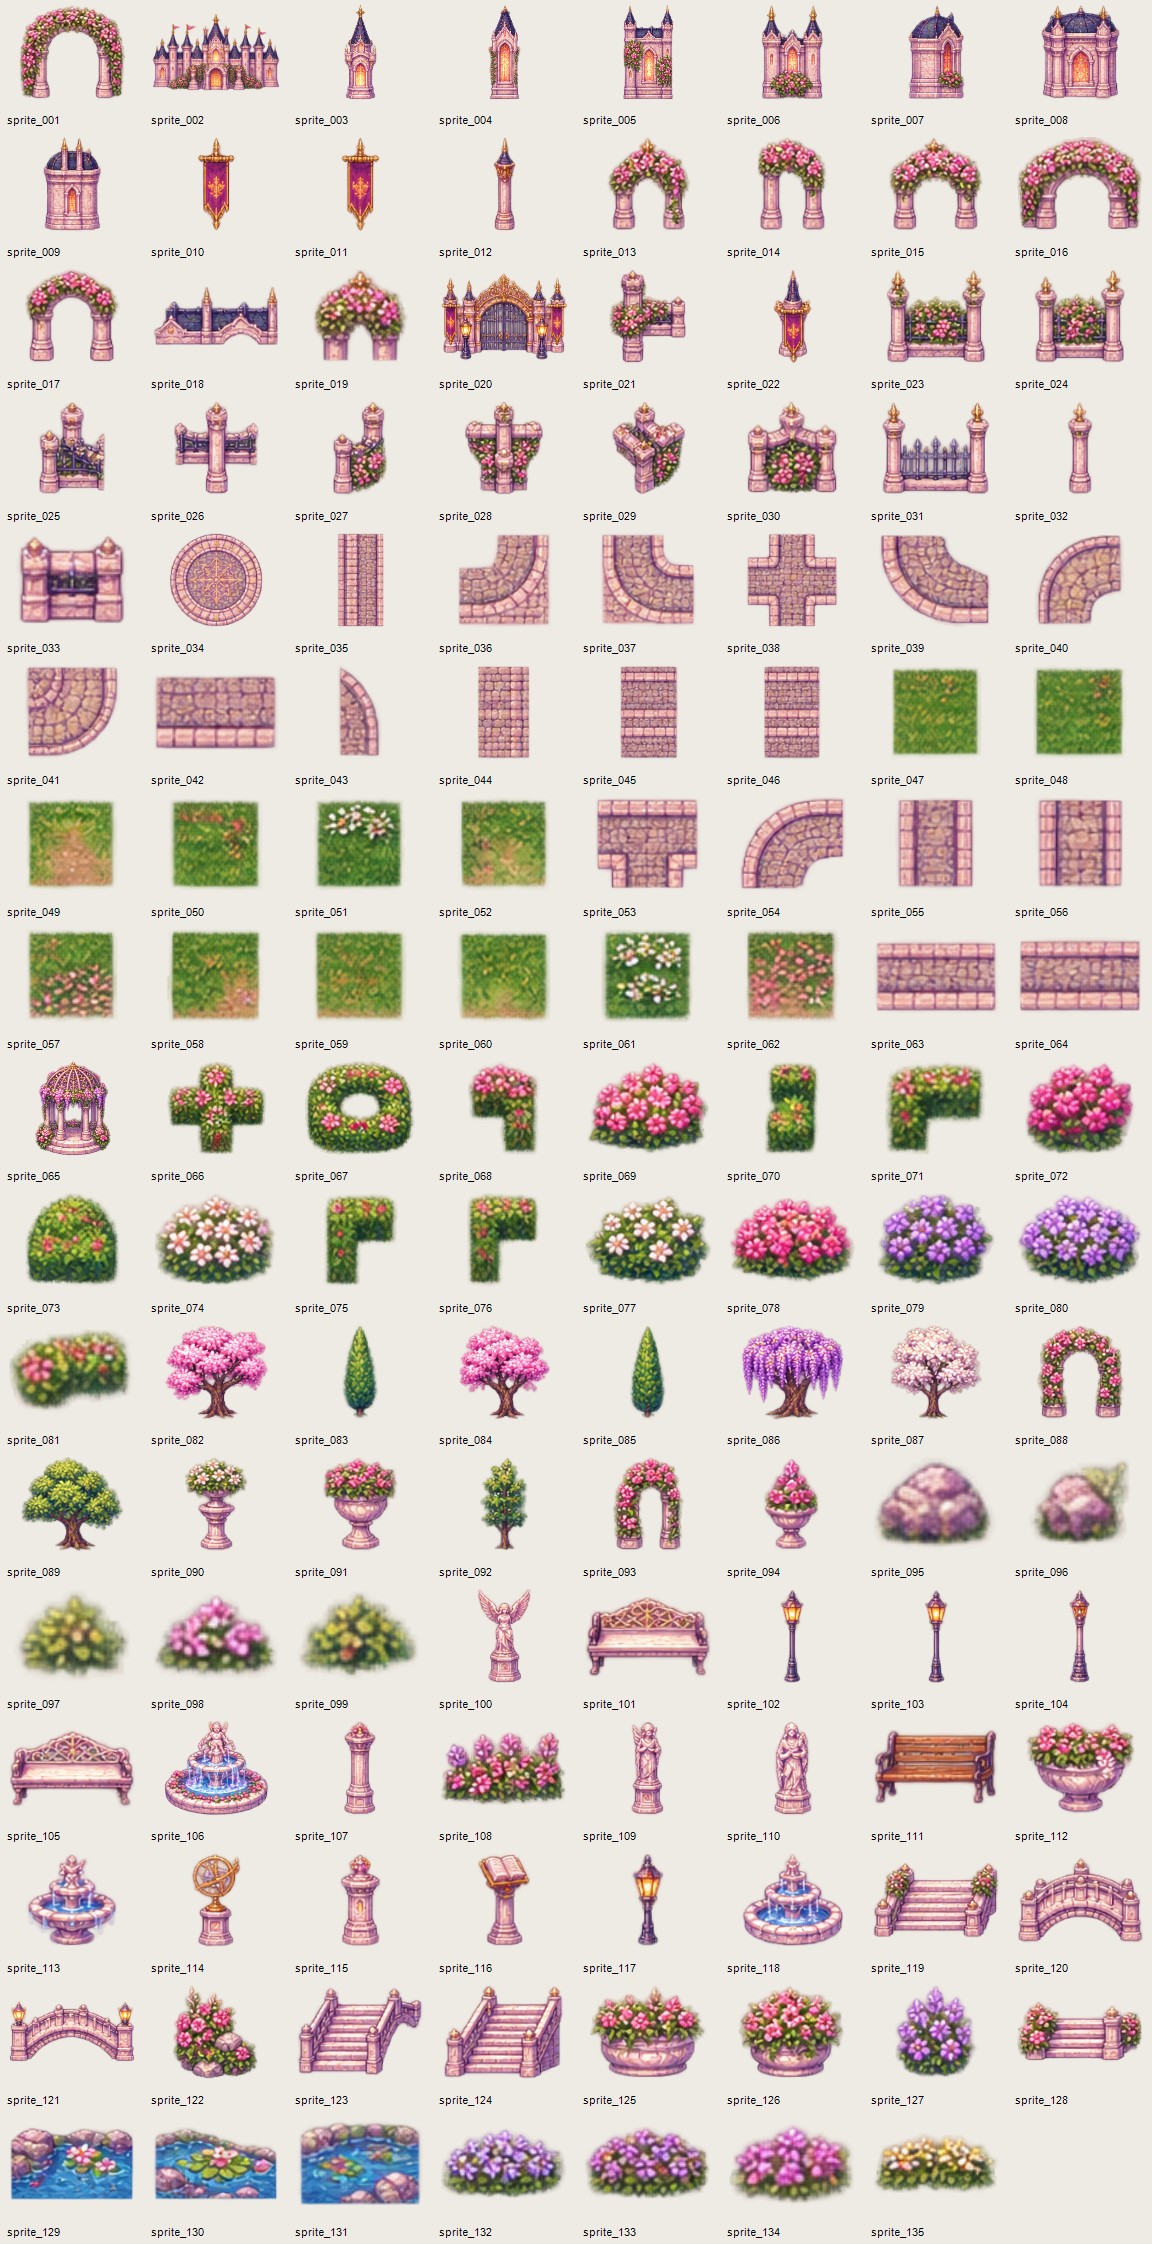 sprite_001 sprite_002 sprite_003 sprite_004 sprite_005 sprite_006 sprite_007 sprite_008
sprite_009 sprite_010 sprite_011 sprite_012 sprite_013 sprite_014 sprite_015 sprite_016
sprite_017 sprite_018 sprite_019 sprite_020 sprite_021 sprite_022 sprite_023 sprite_024
sprite_025 sprite_026 sprite_027 sprite_028 sprite_029 sprite_030 sprite_031 sprite_032
sprite_033 sprite_034 sprite_035 sprite_036 sprite_037 sprite_038 sprite_039 sprite_040
sprite_041 sprite_042 sprite_043 sprite_044 sprite_045 sprite_046 sprite_047 sprite_048
sprite_049 sprite_050 sprite_051 sprite_052 sprite_053 sprite_054 sprite_055 sprite_056
sprite_057 sprite_058 sprite_059 sprite_060 sprite_061 sprite_062 sprite_063 sprite_064
sprite_065 sprite_066 sprite_067 sprite_068 sprite_069 sprite_070 sprite_071 sprite_072
sprite_073 sprite_074 sprite_075 sprite_076 sprite_077 sprite_078 sprite_079 sprite_080
sprite_081 sprite_082 sprite_083 sprite_084 sprite_085 sprite_086 sprite_087 sprite_088
sprite_089 sprite_090 sprite_091 sprite_092 sprite_093 sprite_094 sprite_095 sprite_096
sprite_097 sprite_098 sprite_099 sprite_100 sprite_101 sprite_102 sprite_103 sprite_104
sprite_105 sprite_106 sprite_107 sprite_108 sprite_109 sprite_110 sprite_111 sprite_112
sprite_113 sprite_114 sprite_115 sprite_116 sprite_117 sprite_118 sprite_119 sprite_120
sprite_121 sprite_122 sprite_123 sprite_124 sprite_125 sprite_126 sprite_127 sprite_128
sprite_129 sprite_130 sprite_131 sprite_132 sprite_133 sprite_134 sprite_135